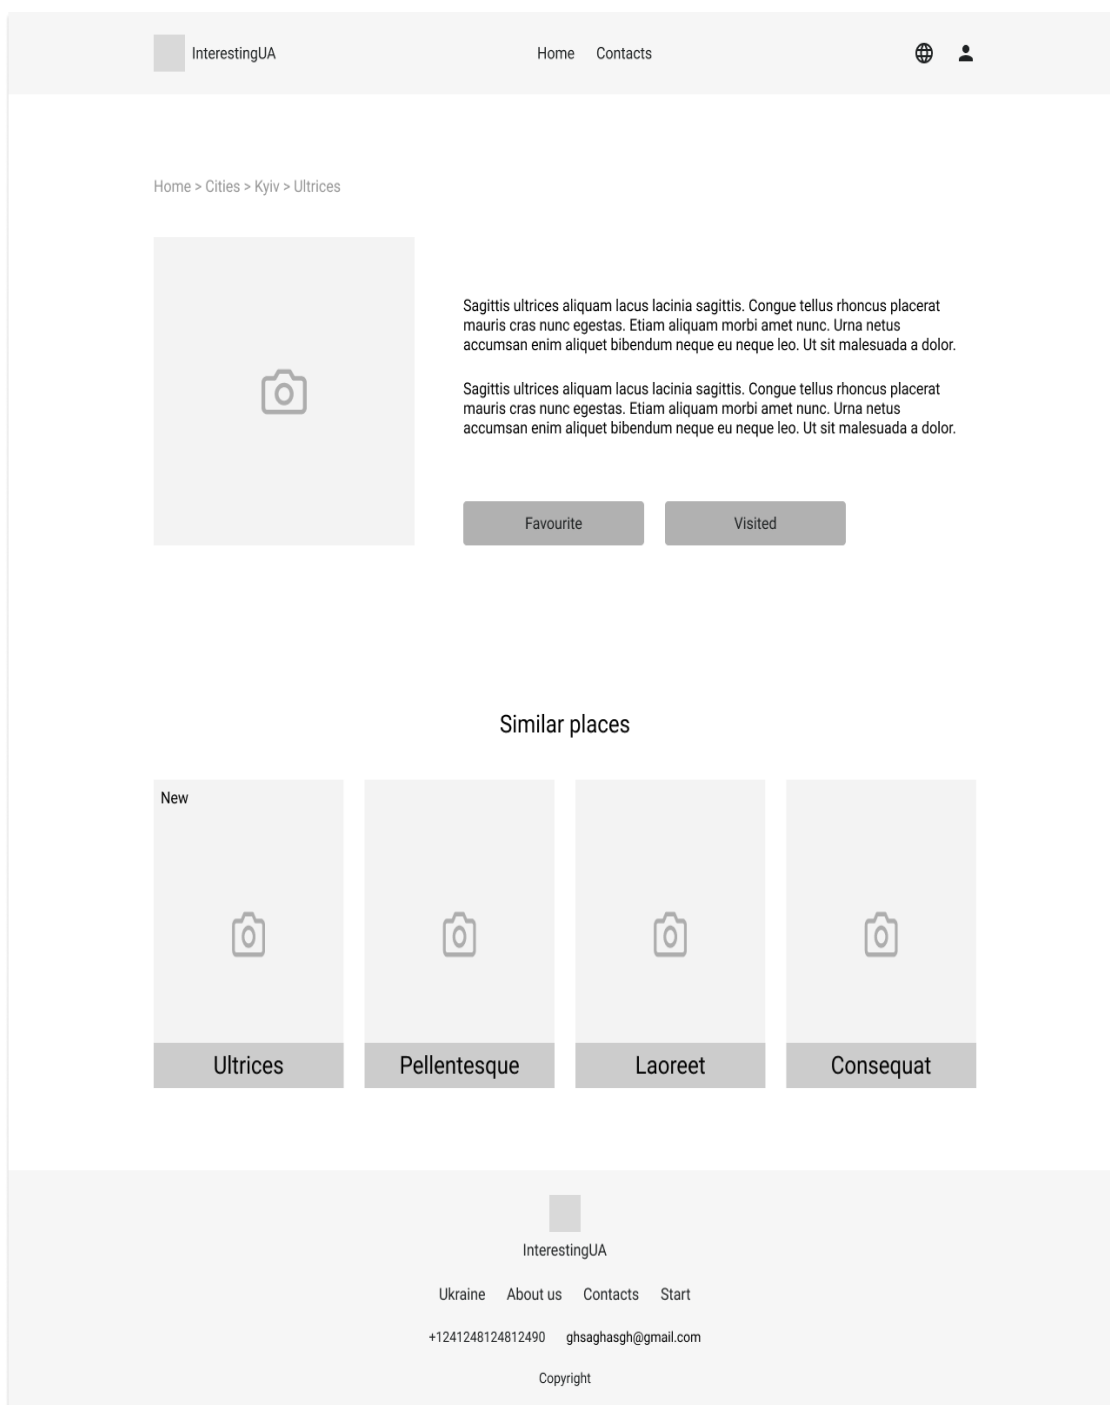 InterestingUA
Home Contacts
Home > Cities > Kyiv > Ultrices
Sagittis ultrices aliquam lacus lacinia sagittis. Congue tellus rhoncus placerat
mauris cras nunc egestas. Etiam aliquam morbi amet nunc. Urna netus
accumsan enim aliquet bibendum neque eu neque leo. Ut sit malesuada a dolor.
Sagittis ultrices aliquam lacus lacinia sagittis. Congue tellus rhoncus placerat
mauris cras nunc egestas. Etiam aliquam morbi amet nunc. Urna netus
accumsan enim aliquet bibendum neque eu neque leo. Ut sit malesuada a dolor.
Favourite Visited
Similar places
New
Ultrices Pellentesque Laoreet Consequat
InterestingUA
Ukraine About us Contacts Start
+1241248124812490 ghsaghasgh@gmail.com
Copyright